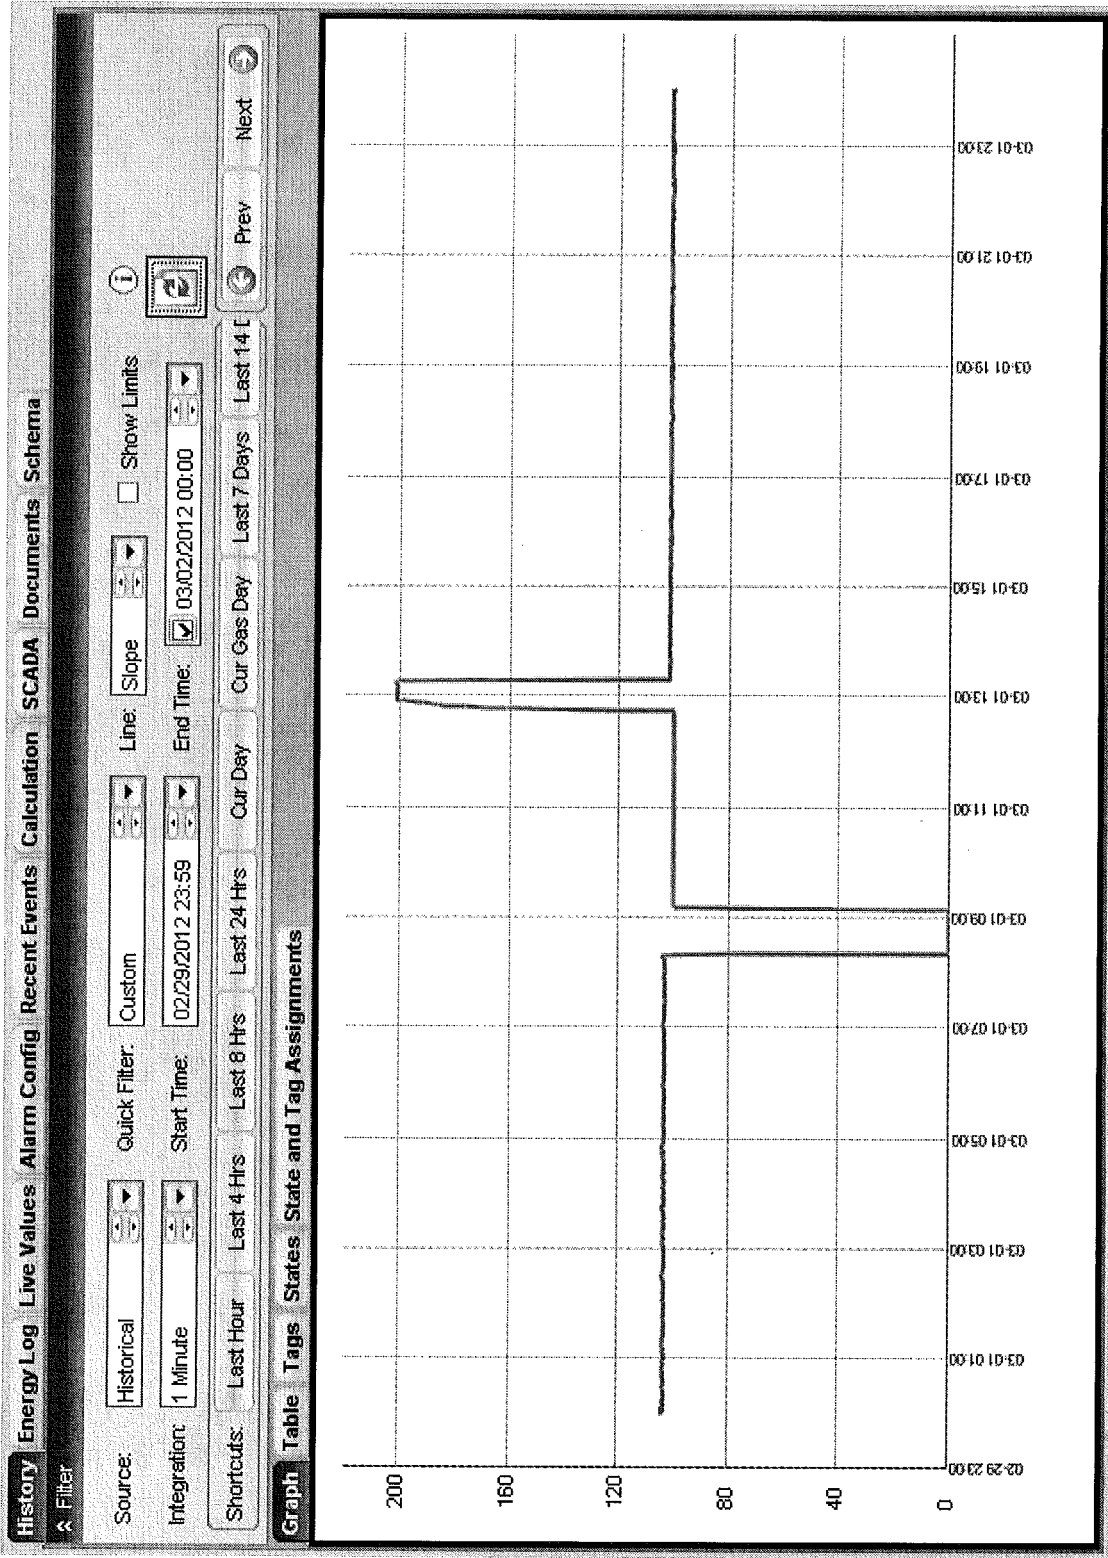 History Energy Log Live Values Alarm Config Recent Events Calculation SCADA Documents Schema
Filter
Source: Historical Quick Filter: Custom Line: Slope Show Limits i
Integration: 1 Minute Start Time: 02/29/2012 23:59 End Time: 03/02/2012 00:00
Shortcuts: Last Hour Last 4 Hrs Last 8 Hrs Last 24 Hrs Cur Day Cur Gas Day Last 7 Days Last 14 D Prev Next
Graph Table Tags States State and Tag Assignments
200
160
120
80
40
0
02-29 23:00 03-01 01:00 03-01 03:00 03-01 05:00 03-01 07:00 03-01 09:00 03-01 11:00 03-01 13:00 03-01 15:00 03-01 17:00 03-01 19:00 03-01 21:00 03-01 23:00